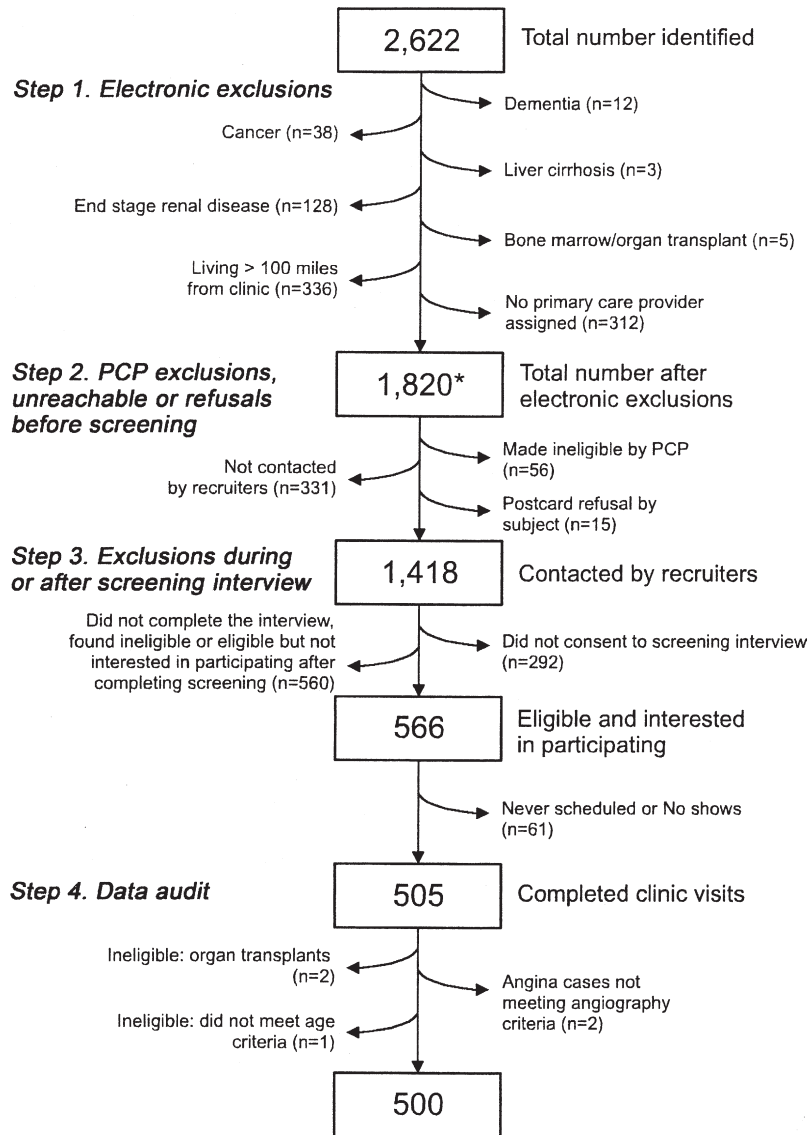 2,622
Total number identified
Step 1. Electronic exclusions
Dementia (n=12)
Cancer (n=38)
Liver cirrhosis (n=3)
End stage renal disease (n=128)
Bone marrow/organ transplant (n=5)
Living > 100 miles
from clinic (n=336)
No primary care provider
assigned (n=312)
Step 2. PCP exclusions,
unreachable or refusals
before screening
1,820*
Total number after
electronic exclusions
Made ineligible by PCP
(n=56)
Not contacted
by recruiters (n=331)
Postcard refusal by
subject (n=15)
Step 3. Exclusions during
or after screening interview
1,418
Contacted by recruiters
Did not complete the interview,
found ineligible or eligible but not
interested in participating after
completing screening (n=560)
Did not consent to screening interview
(n=292)
566
Eligible and interested
in participating
Never scheduled or No shows
(n=61)
Step 4. Data audit
505
Completed clinic visits
Ineligible: organ transplants
(n=2)
Angina cases not
meeting angiography
criteria (n=2)
Ineligible: did not meet age
criteria (n=1)
500